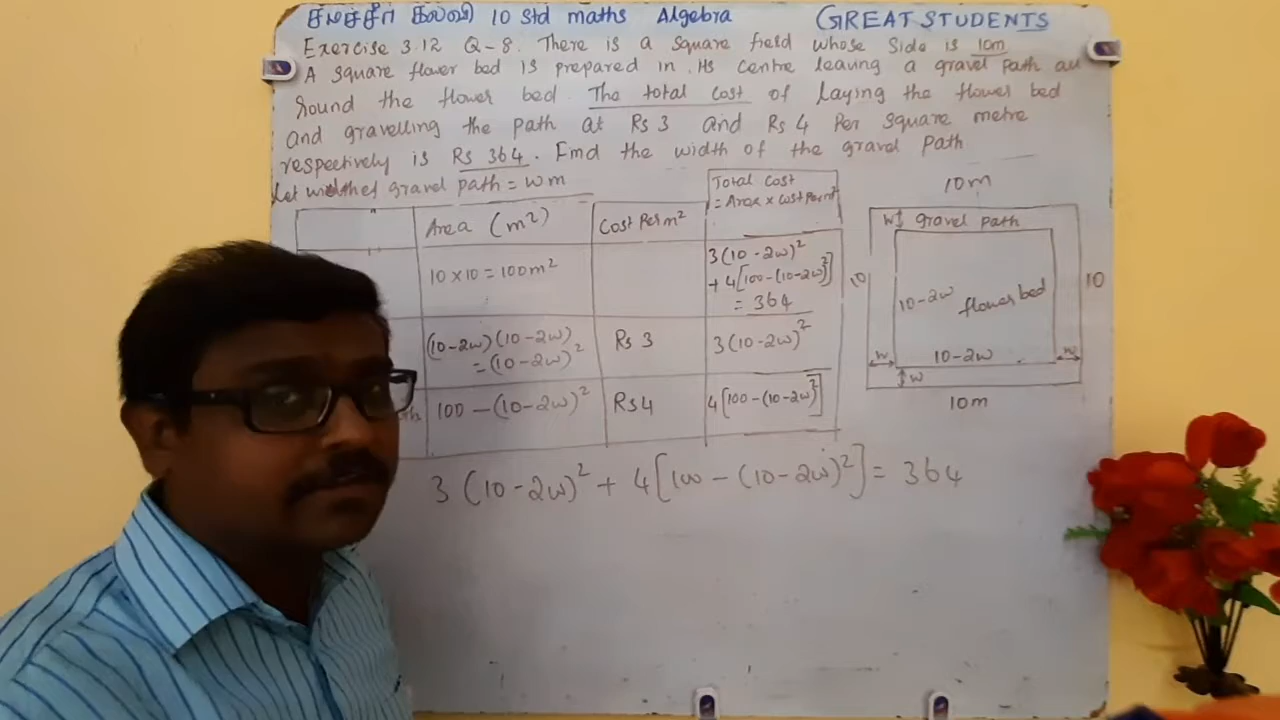 கல்வி 10 std maths Algebra GREAT STUDENTS
Exercise 3.12 Q-8. There is a square field whose side is 10m
A square flower bed is prepared in its centre leaving a gravel path all
round the flower bed. The total cost of laying the flower bed
and gravelling the path at Rs 3 and Rs 4 Per square metre
respectively is Rs 364. Find the width of the gravel Path
Let width of gravel path = w m
Area (m²) Cost Per m² Total Cost
= Area x Cost Per m²
10 x 10 = 100m² 3(10-2w)²
+ 4[100-(10-2w)²]
= 364
(10-2w)(10-2w)
= (10-2w)² Rs 3 3(10-2w)²
100 - (10-2w)² Rs 4 4[100-(10-2w)²]
3 (10-2w)² + 4[100 - (10-2w)²] = 364
10m
w gravel path
10 10-2w flower bed 10
w 10-2w w
w
10m